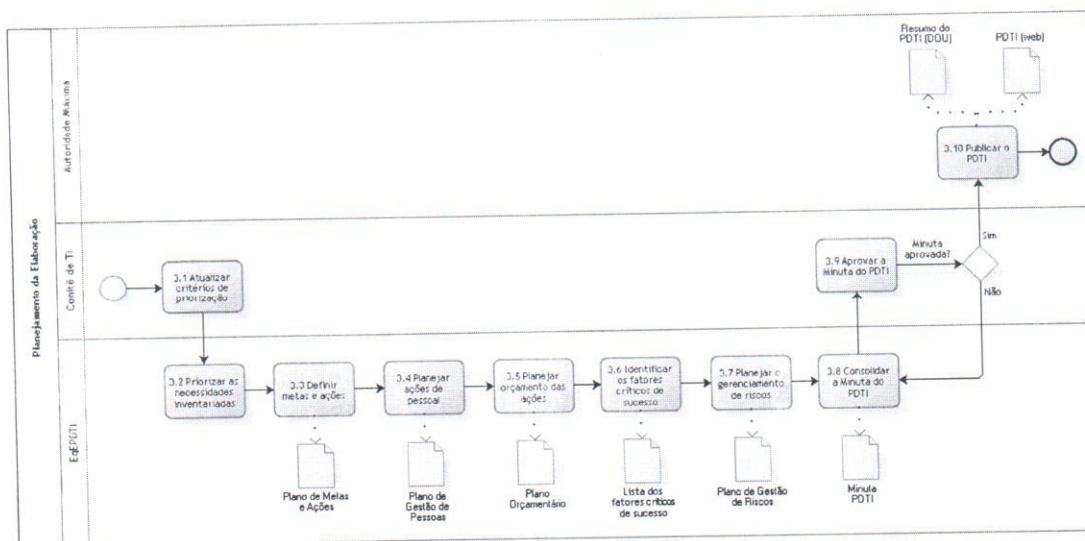 Planejamento da Elaboração
Autoridade Máxima
Resumo do
PDTI (DOU)
PDTI (web)
3.10 Publicar o
PDTI
Comitê de TI
3.1 Atualizar
critérios de
priorização
3.9 Aprovar a
Minuta do PDTI
Minuta
aprovada?
Sim
Não
EqEPDTI
3.2 Priorizar as
necessidades
inventariadas
3.3 Definir
metas e ações
3.4 Planejar
ações de
pessoal
3.5 Planejar
orçamento das
ações
3.6 Identificar
os fatores
críticos de
sucesso
3.7 Planejar o
gerenciamento
de riscos
3.8 Consolidar
a Minuta do
PDTI
Plano de Metas
e Ações
Plano de
Gestão de
Pessoas
Plano
Orçamentário
Lista dos
fatores críticos
de sucesso
Plano de Gestão
de Riscos
Minuta
PDTI